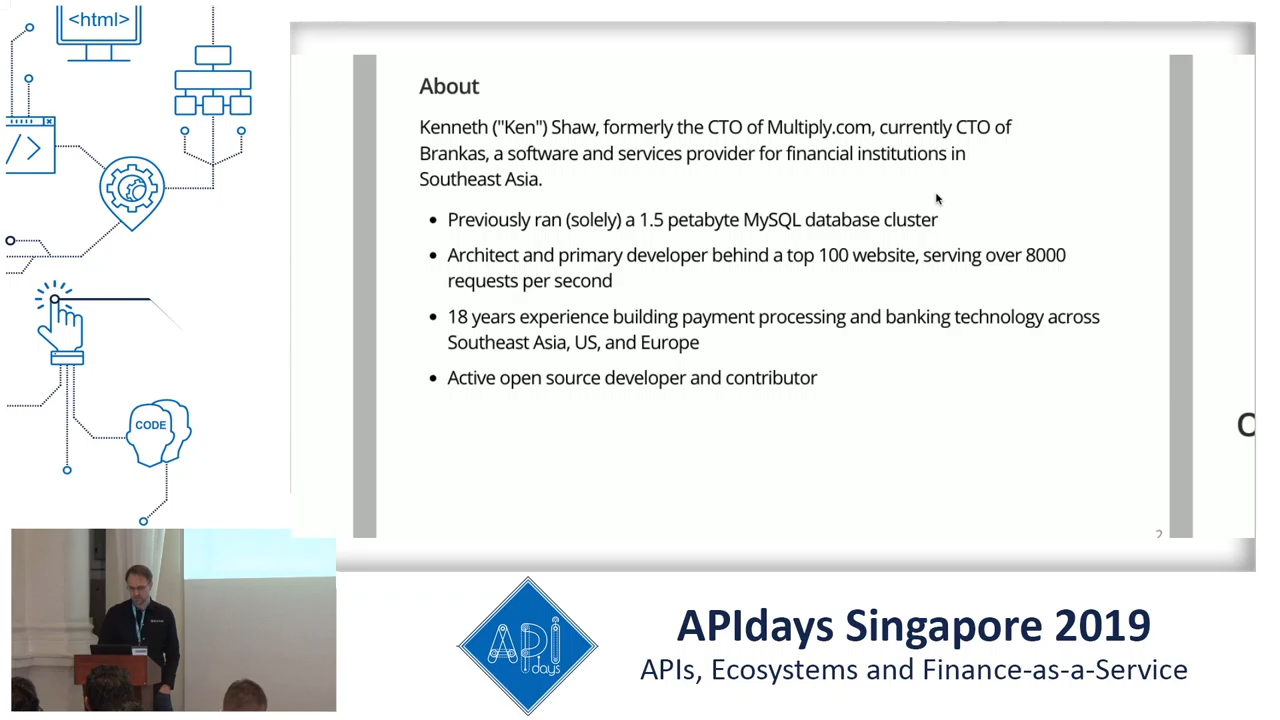 <html>
</>
CODE
About
Kenneth ("Ken") Shaw, formerly the CTO of Multiply.com, currently CTO of
Brankas, a software and services provider for financial institutions in
Southeast Asia.
• Previously ran (solely) a 1.5 petabyte MySQL database cluster
• Architect and primary developer behind a top 100 website, serving over 8000
requests per second
• 18 years experience building payment processing and banking technology across
Southeast Asia, US, and Europe
• Active open source developer and contributor
2
API
days
APIdays Singapore 2019
APIs, Ecosystems and Finance-as-a-Service